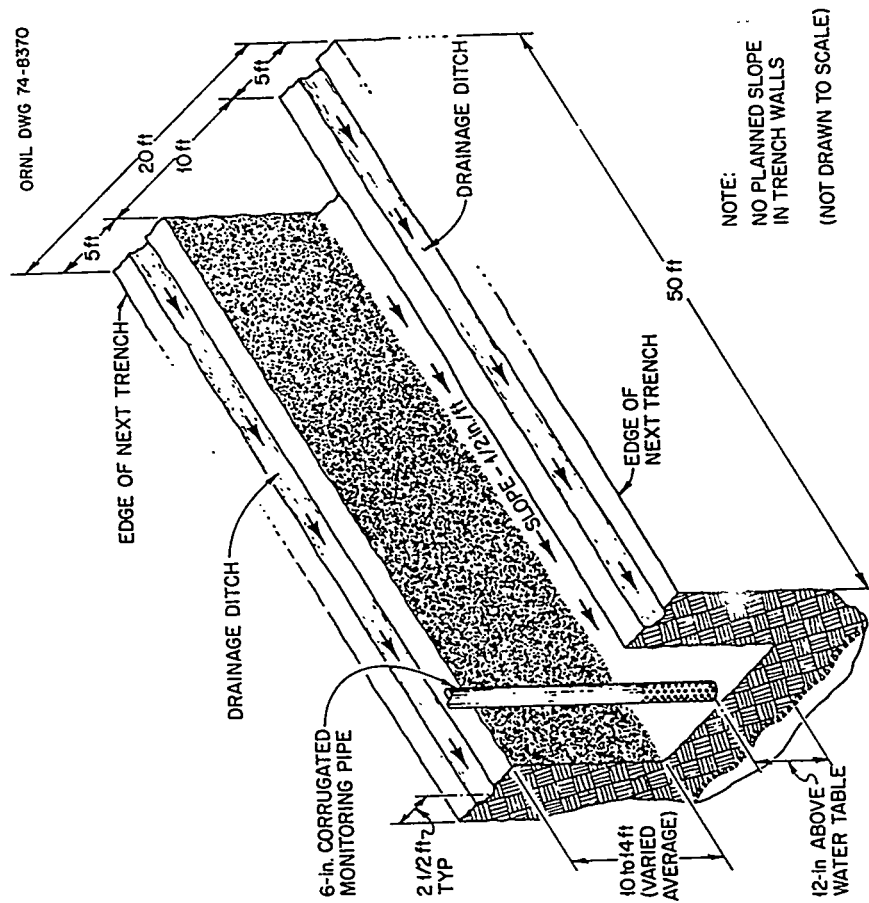 ORNL DWG 74-8370
20 ft
5 ft
10 ft
5 ft
EDGE OF NEXT TRENCH
DRAINAGE DITCH
6-in. CORRUGATED
MONITORING PIPE
2 1/2 ft
TYP
DRAINAGE DITCH
SLOPE - 1/2 in./ft
EDGE OF
NEXT TRENCH
50 ft
10 to 14 ft
(VARIED
AVERAGE)
12-in ABOVE
WATER TABLE
NOTE:
NO PLANNED SLOPE
IN TRENCH WALLS
(NOT DRAWN TO SCALE)